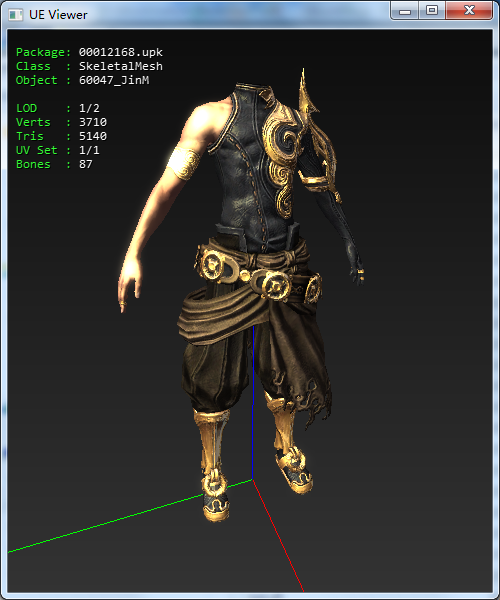 UE Viewer
Package: 00012168.upk
Class  : SkeletalMesh
Object : 60047_JinM
LOD    : 1/2
Verts  : 3710
Tris   : 5140
UV Set : 1/1
Bones  : 87